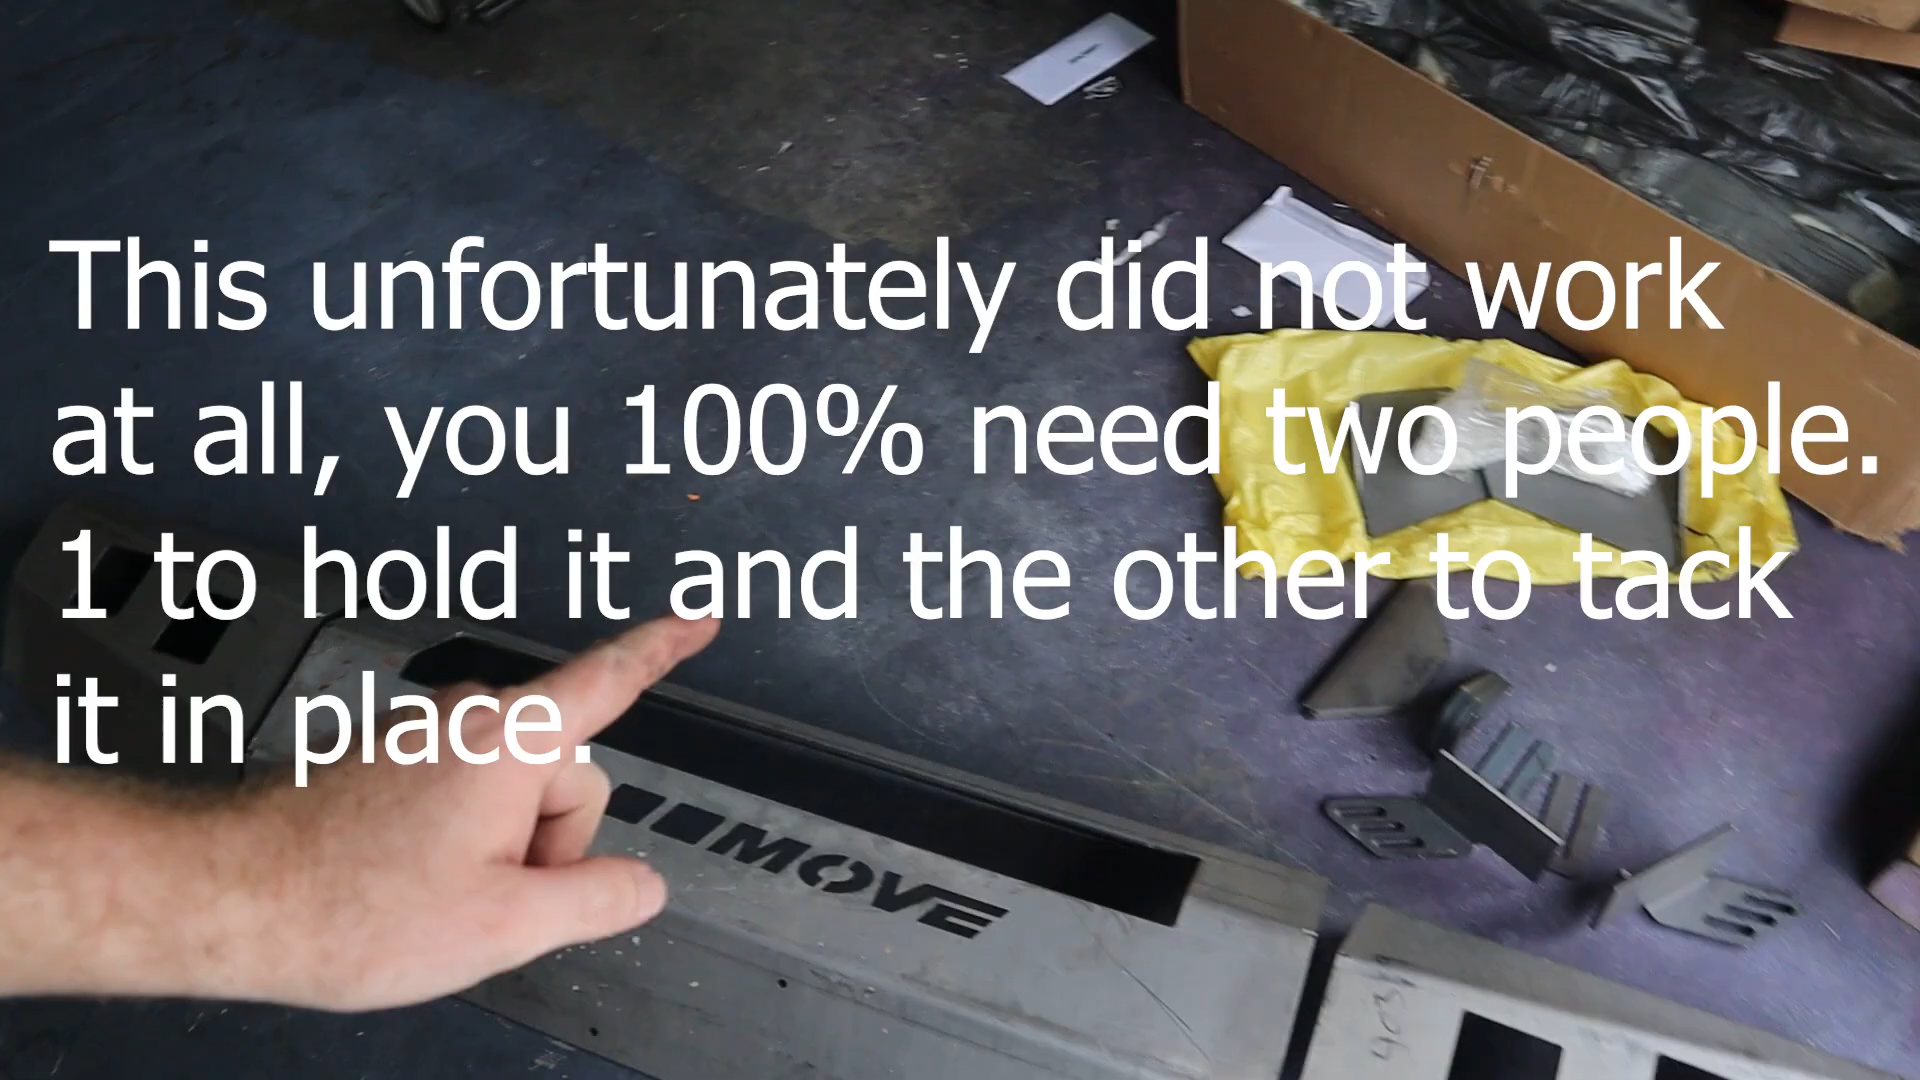 This unfortunately did not work
at all, you 100% need two people.
1 to hold it and the other to tack
it in place.
MOVE